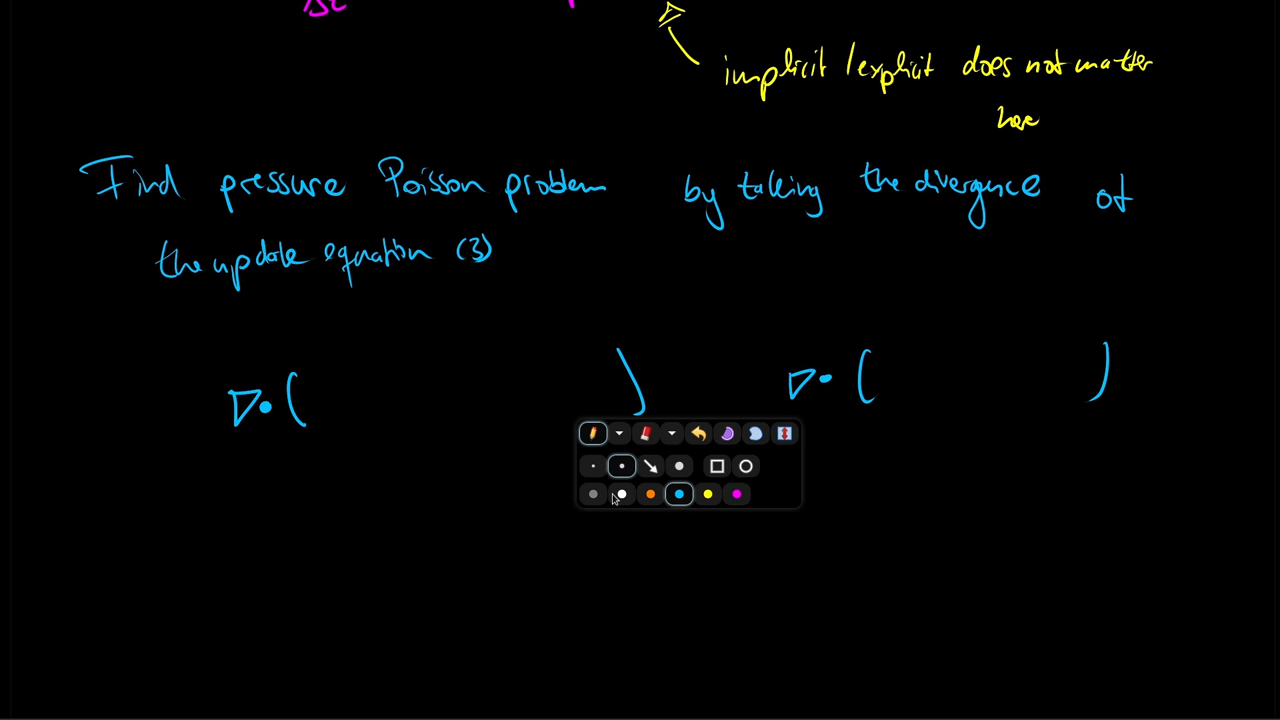 Δt
implicit / explicit does not matter
here
Find pressure Poisson problem by taking the divergence of
the update equation (3)
∇•( ) ∇•( )